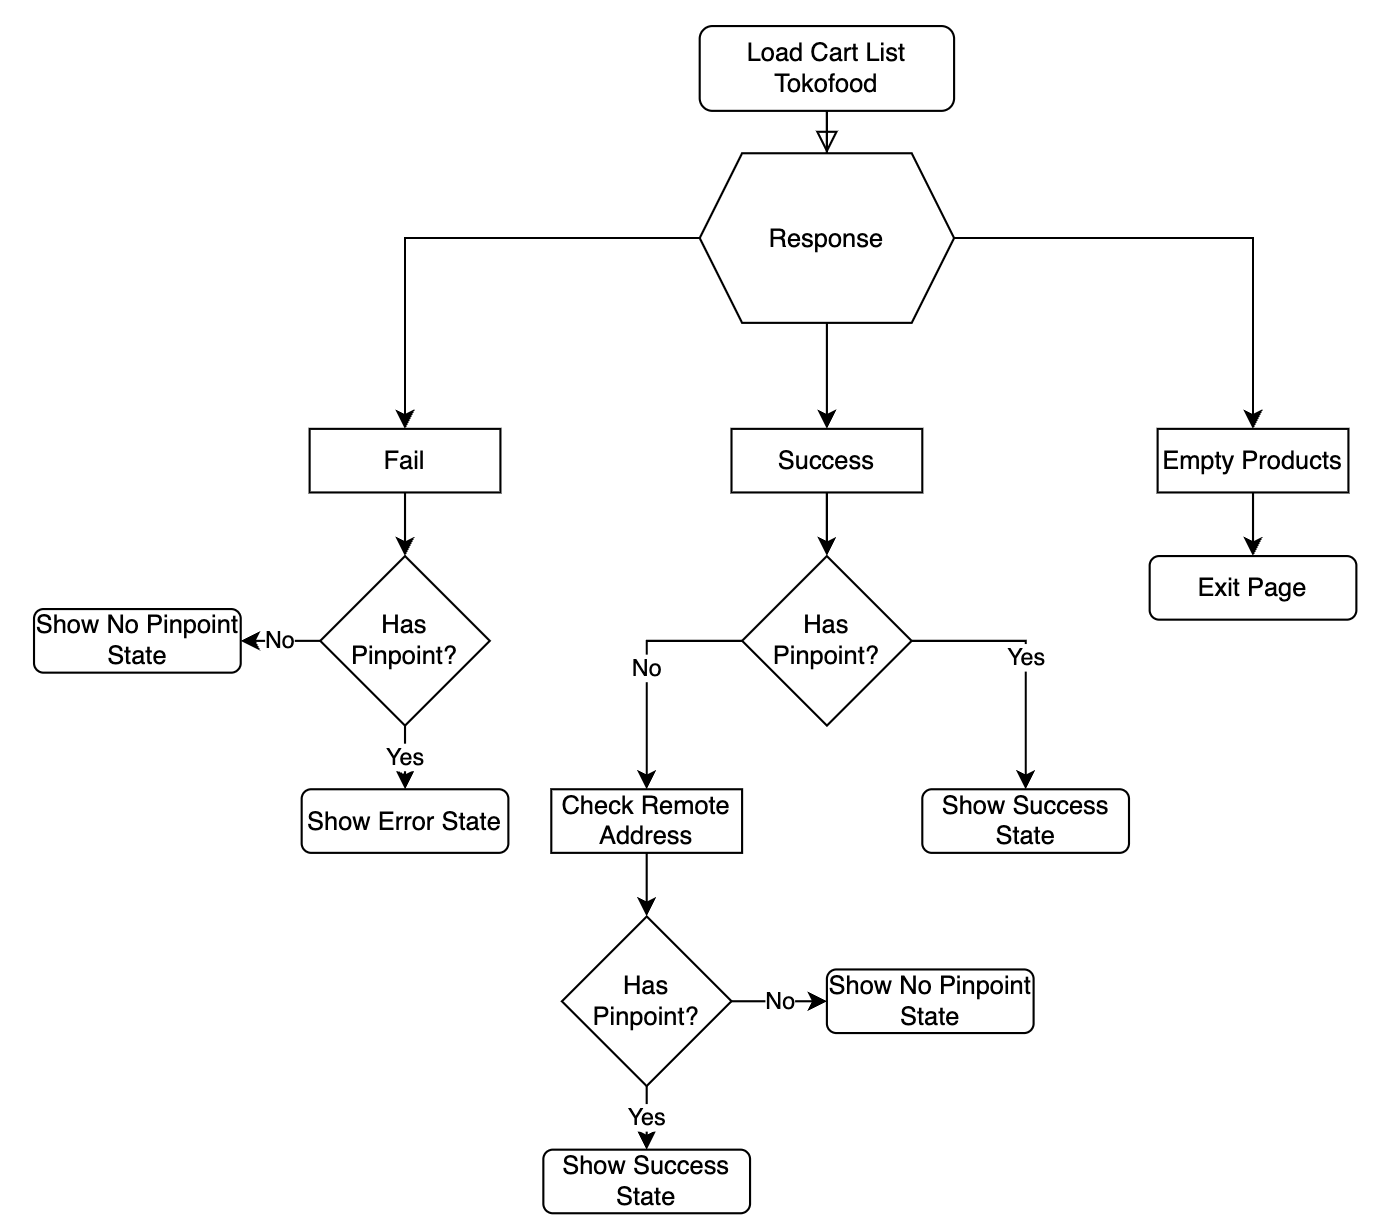 Load Cart List
Tokofood
Response
Fail
Success
Empty Products
Has
Pinpoint?
Has
Pinpoint?
Exit Page
Show No Pinpoint
State
No
No
Yes
Yes
Show Error State
Check Remote
Address
Show Success
State
Has
Pinpoint?
No
Show No Pinpoint
State
Yes
Show Success
State